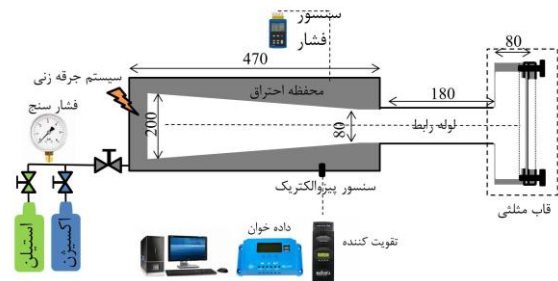 سنسور
فشار
470
80
سیستم جرقه زنی
محفظه احتراق
180
فشار سنج
200
80
لوله رابط
سنسور پیزوالکتریک
قاب مثلثی
استیلن
اکسیژن
داده خوان
تقویت کننده